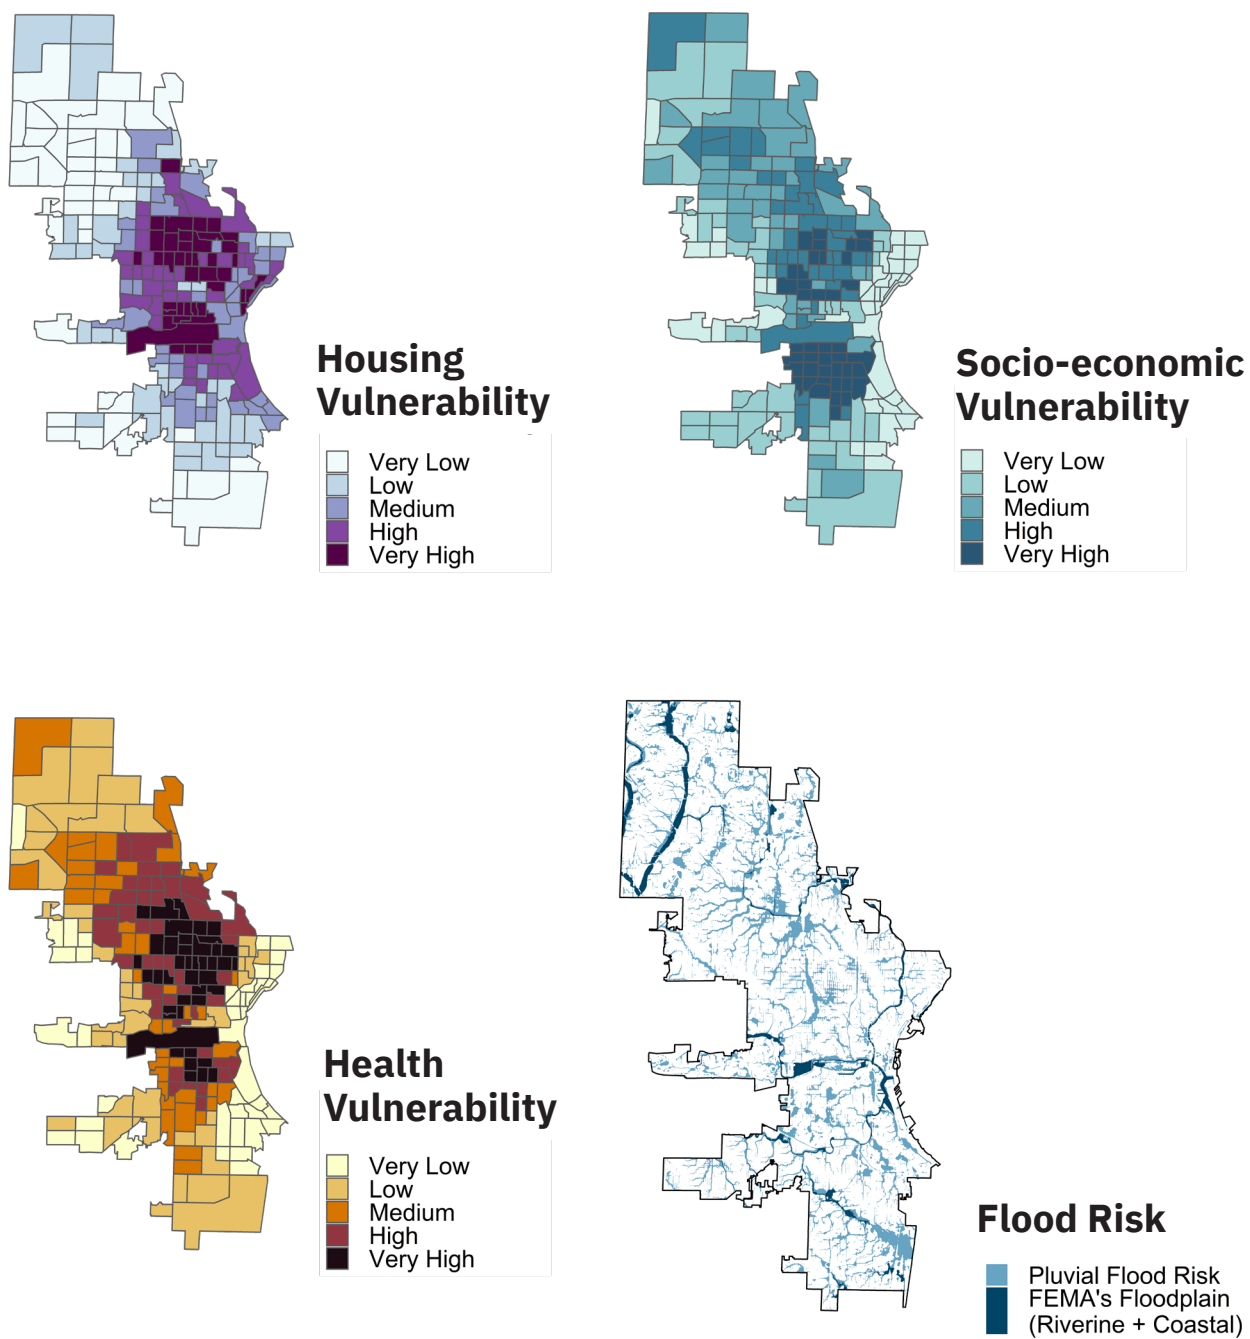 Housing
Vulnerability
Very Low
Low
Medium
High
Very High
Socio-economic
Vulnerability
Very Low
Low
Medium
High
Very High
Health
Vulnerability
Very Low
Low
Medium
High
Very High
Flood Risk
Pluvial Flood Risk
FEMA's Floodplain
(Riverine + Coastal)